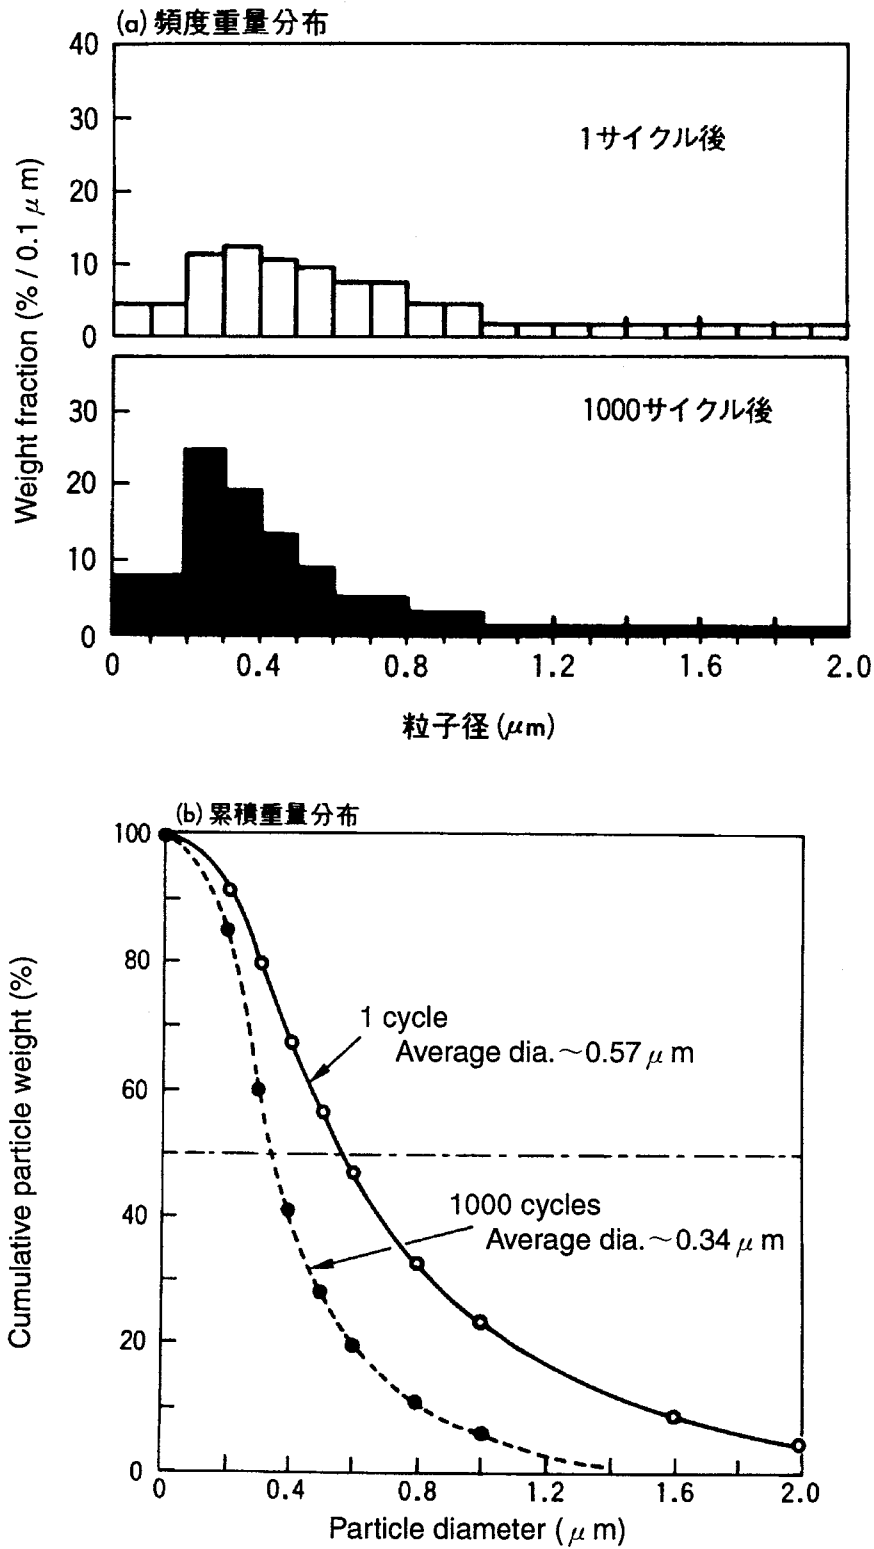 (a) 頻度重量分布
40
30
20
10
0
1サイクル後
Weight fraction (% / 0.1 μm)
30
20
10
0
1000サイクル後
0 0.4 0.8 1.2 1.6 2.0
粒子径 (μm)
(b) 累積重量分布
100
80
60
40
20
0
Cumulative particle weight (%)
1 cycle
Average dia. ~0.57 μm
1000 cycles
Average dia. ~0.34 μm
0 0.4 0.8 1.2 1.6 2.0
Particle diameter (μm)